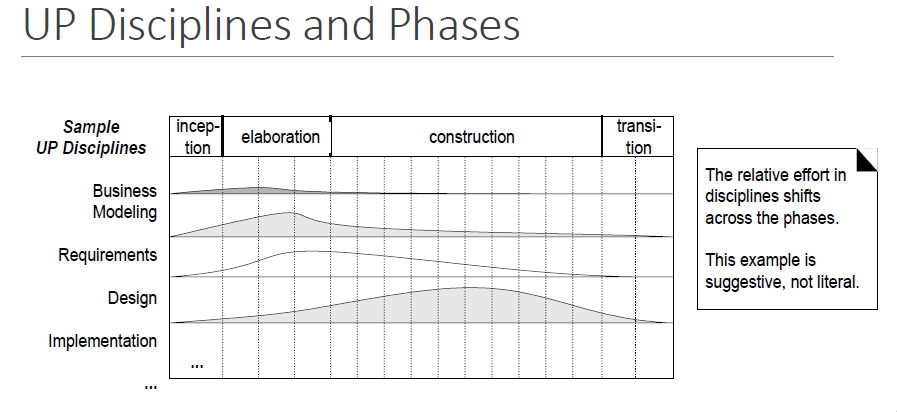 UP Disciplines and Phases
Sample
UP Disciplines
incep-
tion
elaboration
construction
transi-
tion
Business
Modeling
Requirements
Design
Implementation
...
...
The relative effort in
disciplines shifts
across the phases.
This example is
suggestive, not literal.